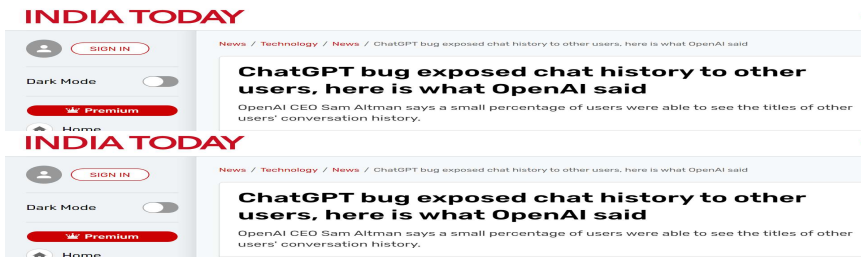 INDIA TODAY
SIGN IN
News / Technology / News / ChatGPT bug exposed chat history to other users, here is what OpenAI said
Dark Mode
ChatGPT bug exposed chat history to other
users, here is what OpenAI said
Premium
OpenAI CEO Sam Altman says a small percentage of users were able to see the titles of other
users' conversation history.
Home
INDIA TODAY
SIGN IN
News / Technology / News / ChatGPT bug exposed chat history to other users, here is what OpenAI said
Dark Mode
ChatGPT bug exposed chat history to other
users, here is what OpenAI said
Premium
OpenAI CEO Sam Altman says a small percentage of users were able to see the titles of other
users' conversation history.
Home